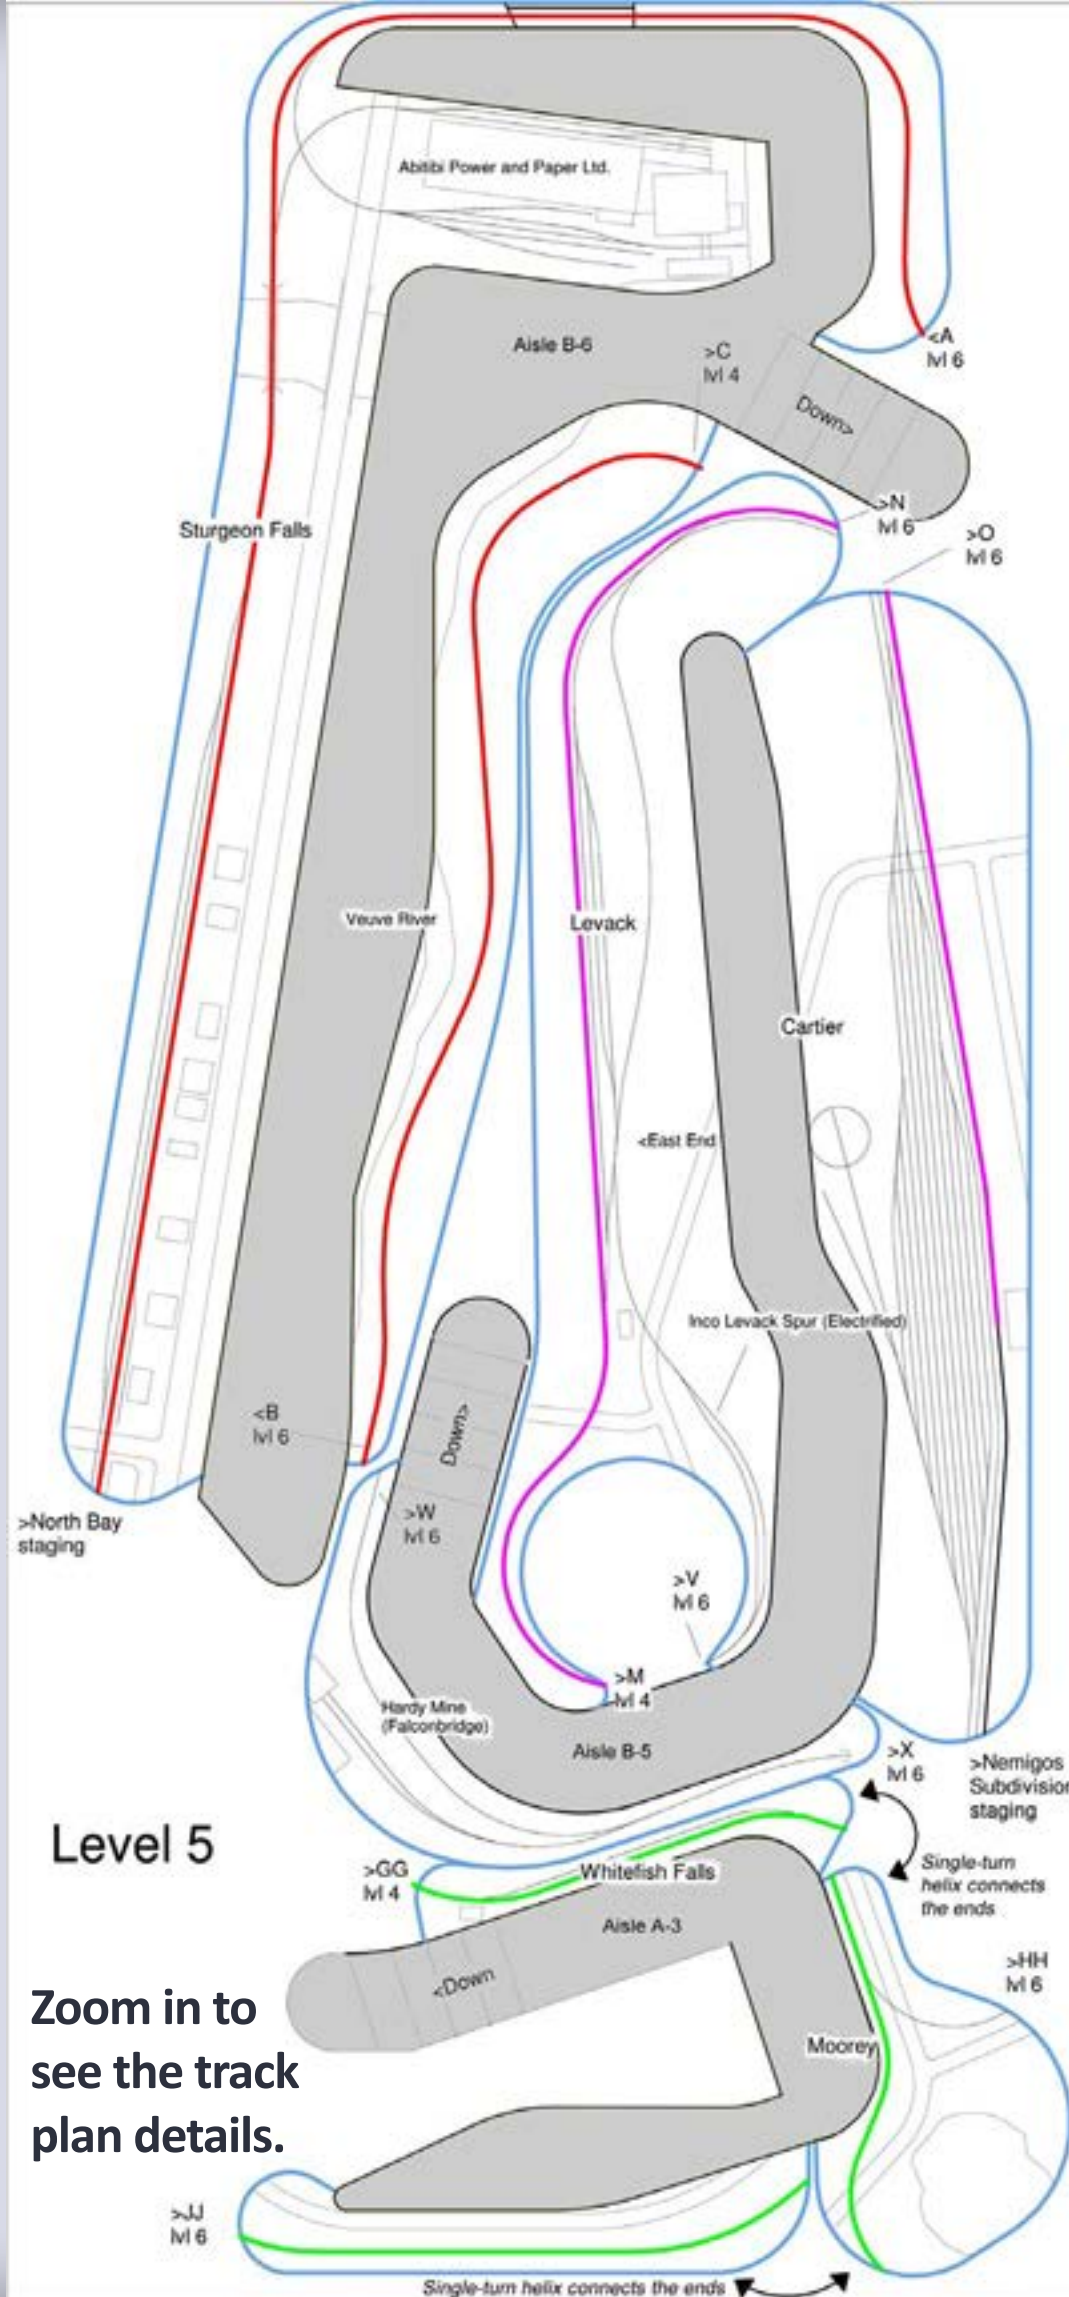 Abitibi Power and Paper Ltd.
Aisle B-6
>C
lvl 4
<A
lvl 6
Down>
>N
lvl 6
>O
lvl 6
Sturgeon Falls
Veuve River
Levack
Cartier
<East End
Inco Levack Spur (Electrified)
<B
lvl 6
Down>
>W
lvl 6
>North Bay
staging
>V
lvl 6
>M
lvl 4
Hardy Mine
(Falconbridge)
Aisle B-5
>X
lvl 6
>Nemigos
Subdivision
staging
Level 5
>GG
lvl 4
Whitefish Falls
Single-turn
helix connects
the ends
Aisle A-3
<Down
>HH
lvl 6
Zoom in to
see the track
plan details.
Moorey
>JJ
lvl 6
Single-turn helix connects the ends